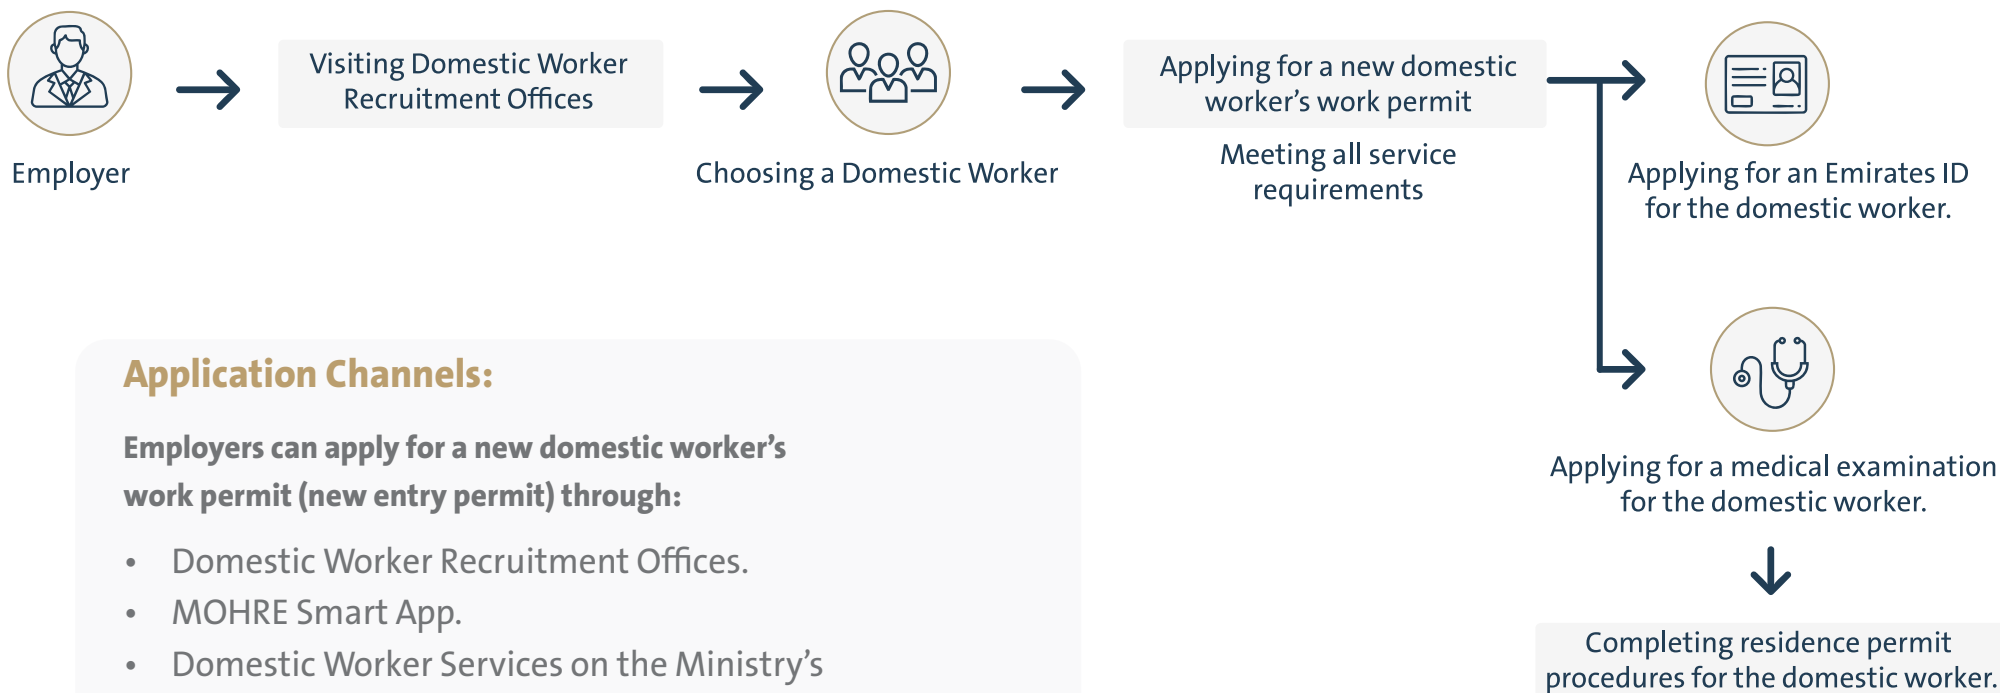 Employer
Visiting Domestic Worker
Recruitment Offices
Choosing a Domestic Worker
Applying for a new domestic
worker’s work permit
Meeting all service
requirements
Applying for an Emirates ID
for the domestic worker.
Applying for a medical examination
for the domestic worker.
Completing residence permit
procedures for the domestic worker.
Application Channels:
Employers can apply for a new domestic worker’s
work permit (new entry permit) through:
• Domestic Worker Recruitment Offices.
• MOHRE Smart App.
• Domestic Worker Services on the Ministry’s